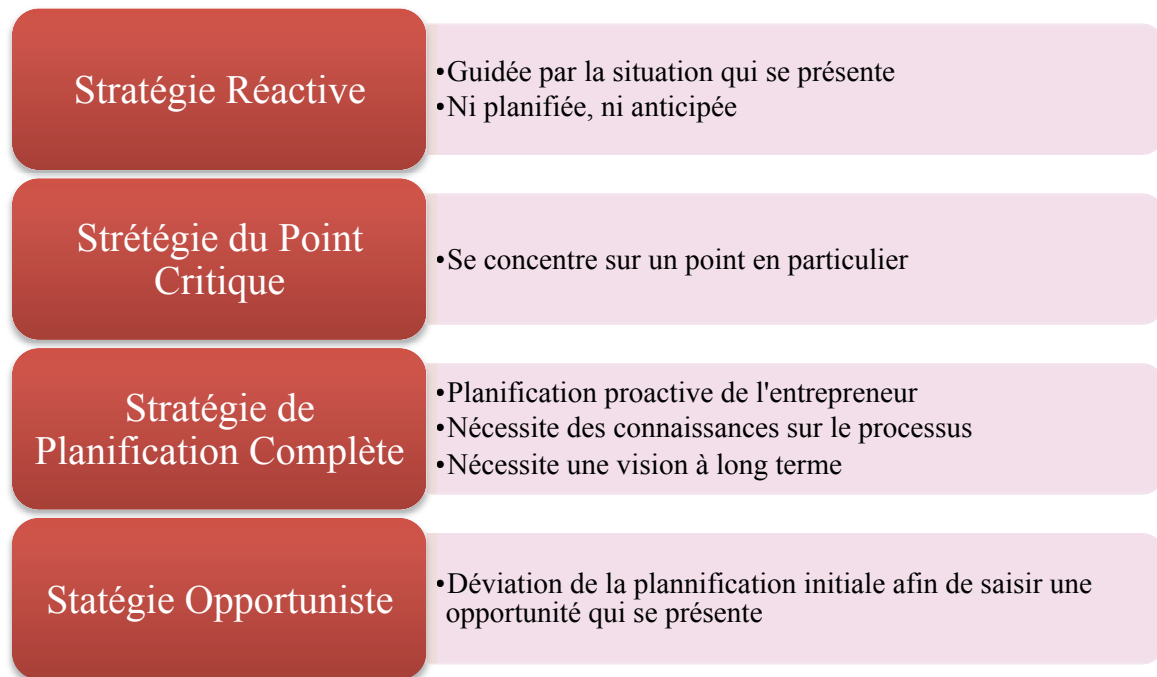 Stratégie Réactive
•Guidée par la situation qui se présente
•Ni planifiée, ni anticipée
Strétégie du Point
Critique
•Se concentre sur un point en particulier
Stratégie de
Planification Complète
•Planification proactive de l'entrepreneur
•Nécessite des connaissances sur le processus
•Nécessite une vision à long terme
Statégie Opportuniste
•Déviation de la plannification initiale afin de saisir une
opportunité qui se présente